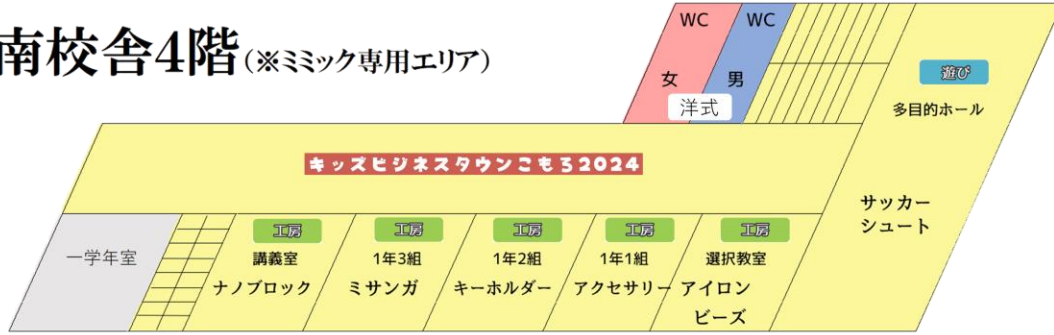 南校舎4階(※ミミック専用エリア)
WC
WC
女
男
洋式
遊び
多目的ホール
サッカー
シュート
キッズビジネスタウンこもろ2024
一学年室
工房
講義室
ナノブロック
工房
1年3組
ミサンガ
工房
1年2組
キーホルダー
工房
1年1組
アクセサリー
工房
選択教室
アイロン
ビーズ